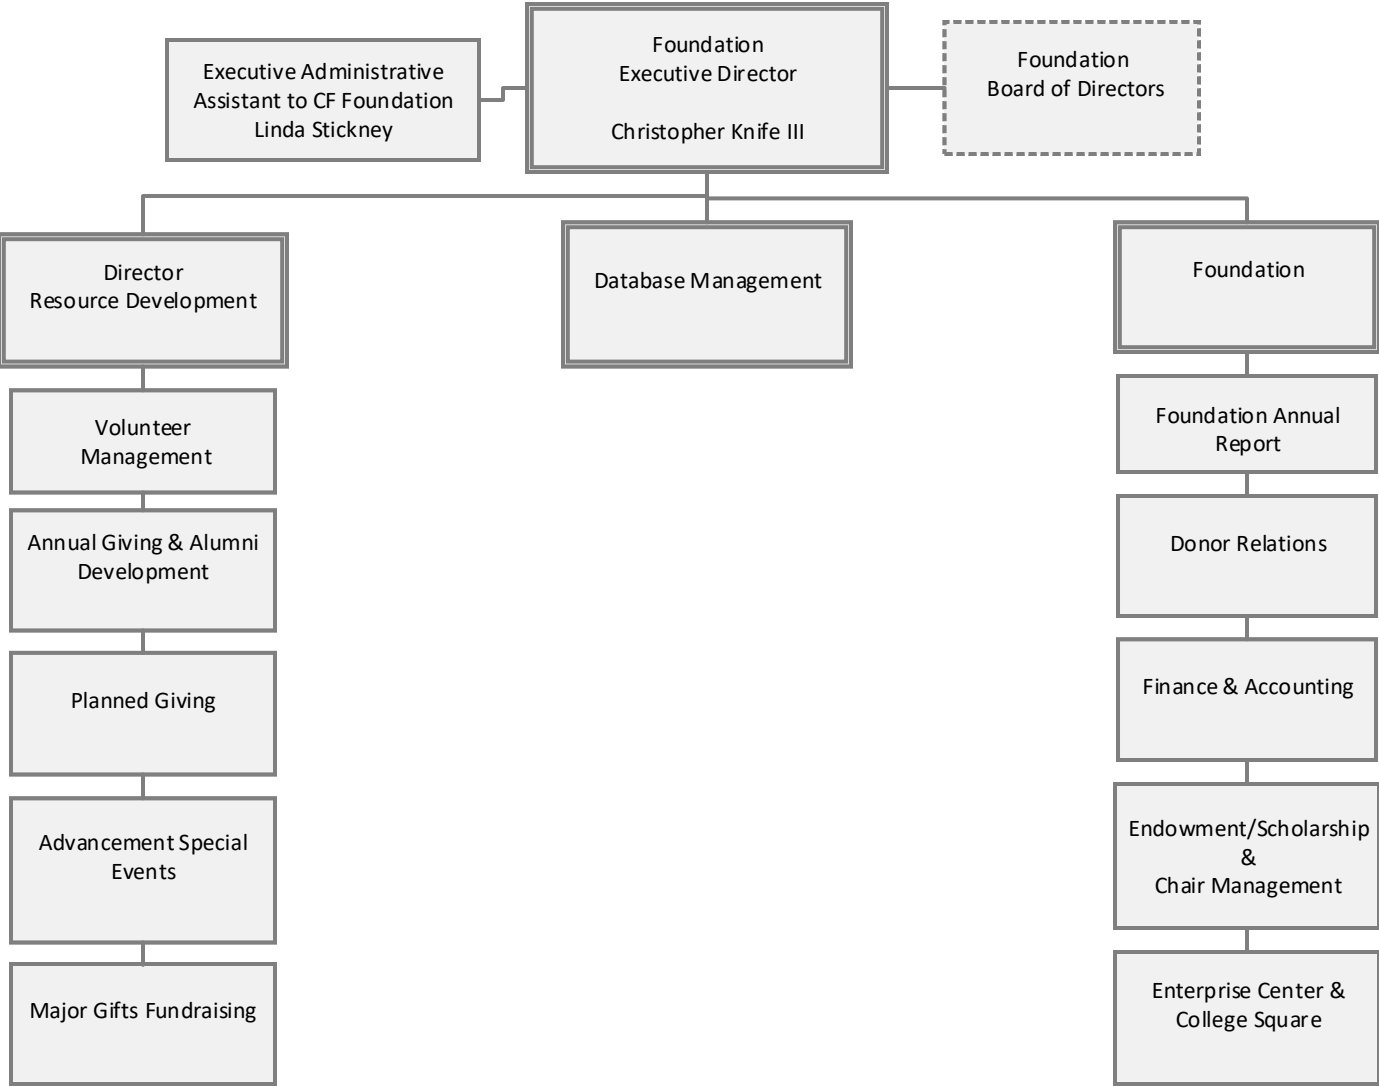 Executive Administrative
Assistant to CF Foundation
Linda Stickney
Foundation
Executive Director
Christopher Knife III
Foundation
Board of Directors
Director
Resource Development
Database Management
Foundation
Volunteer
Management
Annual Giving & Alumni
Development
Planned Giving
Advancement Special
Events
Major Gifts Fundraising
Foundation Annual
Report
Donor Relations
Finance & Accounting
Endowment/Scholarship
&
Chair Management
Enterprise Center &
College Square